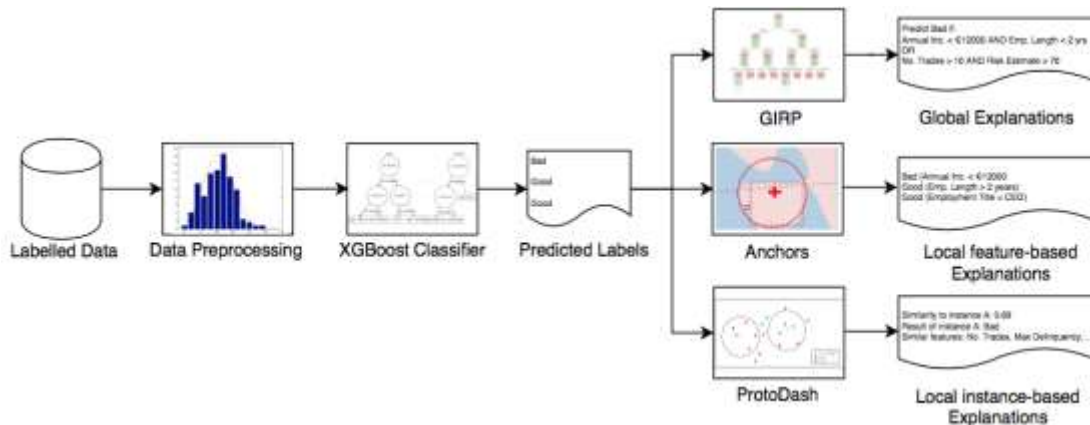 Predict Bad if:
Annual Inc. < €12000 AND Emp. Length < 2 yrs
OR
No. Trades > 10 AND Risk Estimate > 70
GIRP
Global Explanations
Bad
Good
Good
Labelled Data
Data Preprocessing
XGBoost Classifier
Predicted Labels
Bad (Annual Inc. < €12000
Good (Emp. Length > 2 years)
Good (Employment Title = CEO)
Anchors
Local feature-based
Explanations
Similarity to instance A: 
Result of instance A: Bad
Similar features: No. Trades, Max Delinquency,...
ProtoDash
Local instance-based
Explanations